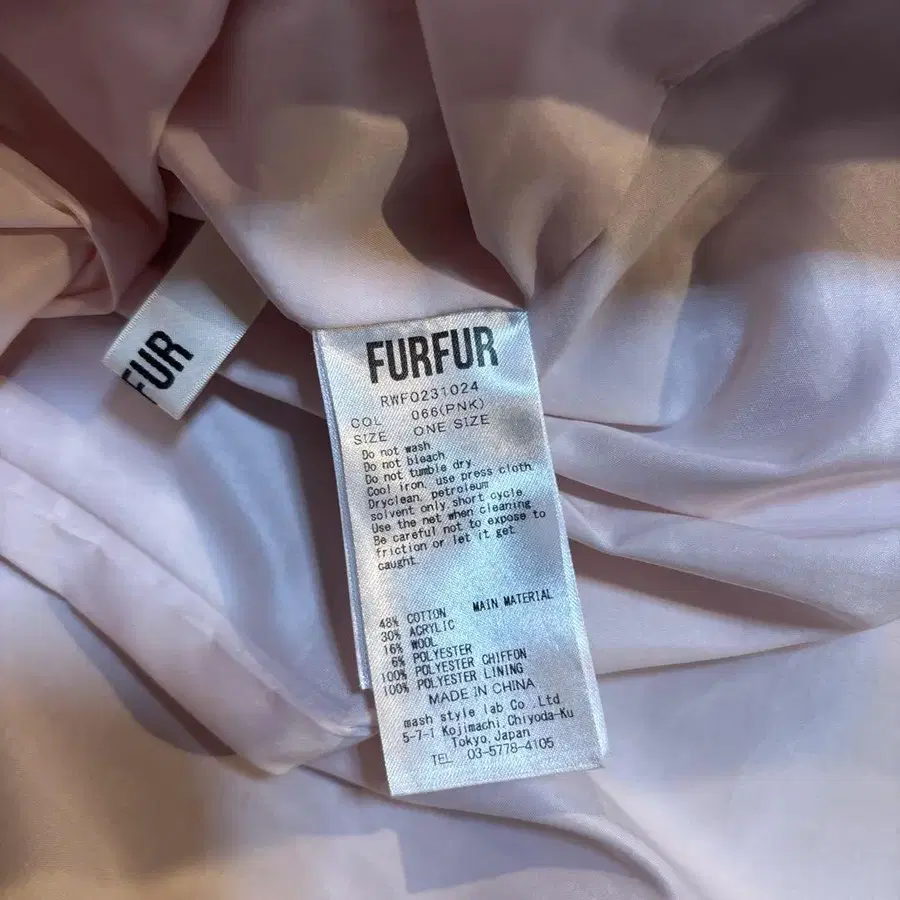 FUR
FURFUR
RWFO231024
COL 066(PNK)
SIZE ONE SIZE
Do not wash
Do not bleach
Do not tumble dry
Cool iron, use press cloth
Dryclean, petroleum
solvent only,short cycle
Use the net when cleaning
Be careful not to expose to
friction or let it get
caught.
48% COTTON MAIN MATERIAL
30% ACRYLIC
16% WOOL
6% POLYESTER
100% POLYESTER CHIFFON
100% POLYESTER LINING
MADE IN CHINA
mash style lab Co.,Ltd.
5-7-1 Kojimachi,Chiyoda-Ku
Tokyo,Japan
TEL 03-5778-4105